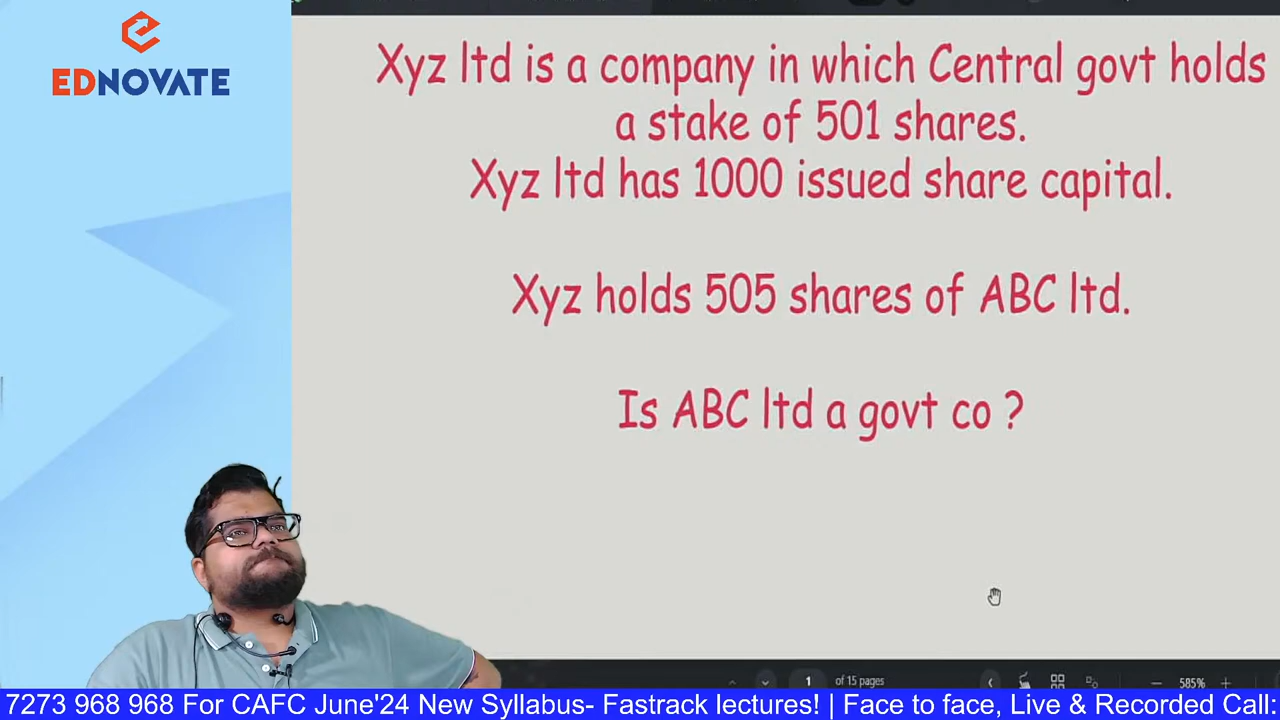 EDNOVATE
Xyz ltd is a company in which Central govt holds
a stake of 501 shares.
Xyz ltd has 1000 issued share capital.
Xyz holds 505 shares of ABC ltd.
Is ABC ltd a govt co ?
1 of 15 pages
585%
7273 968 968 For CAFC June'24 New Syllabus- Fastrack lectures! | Face to face, Live & Recorded Call: